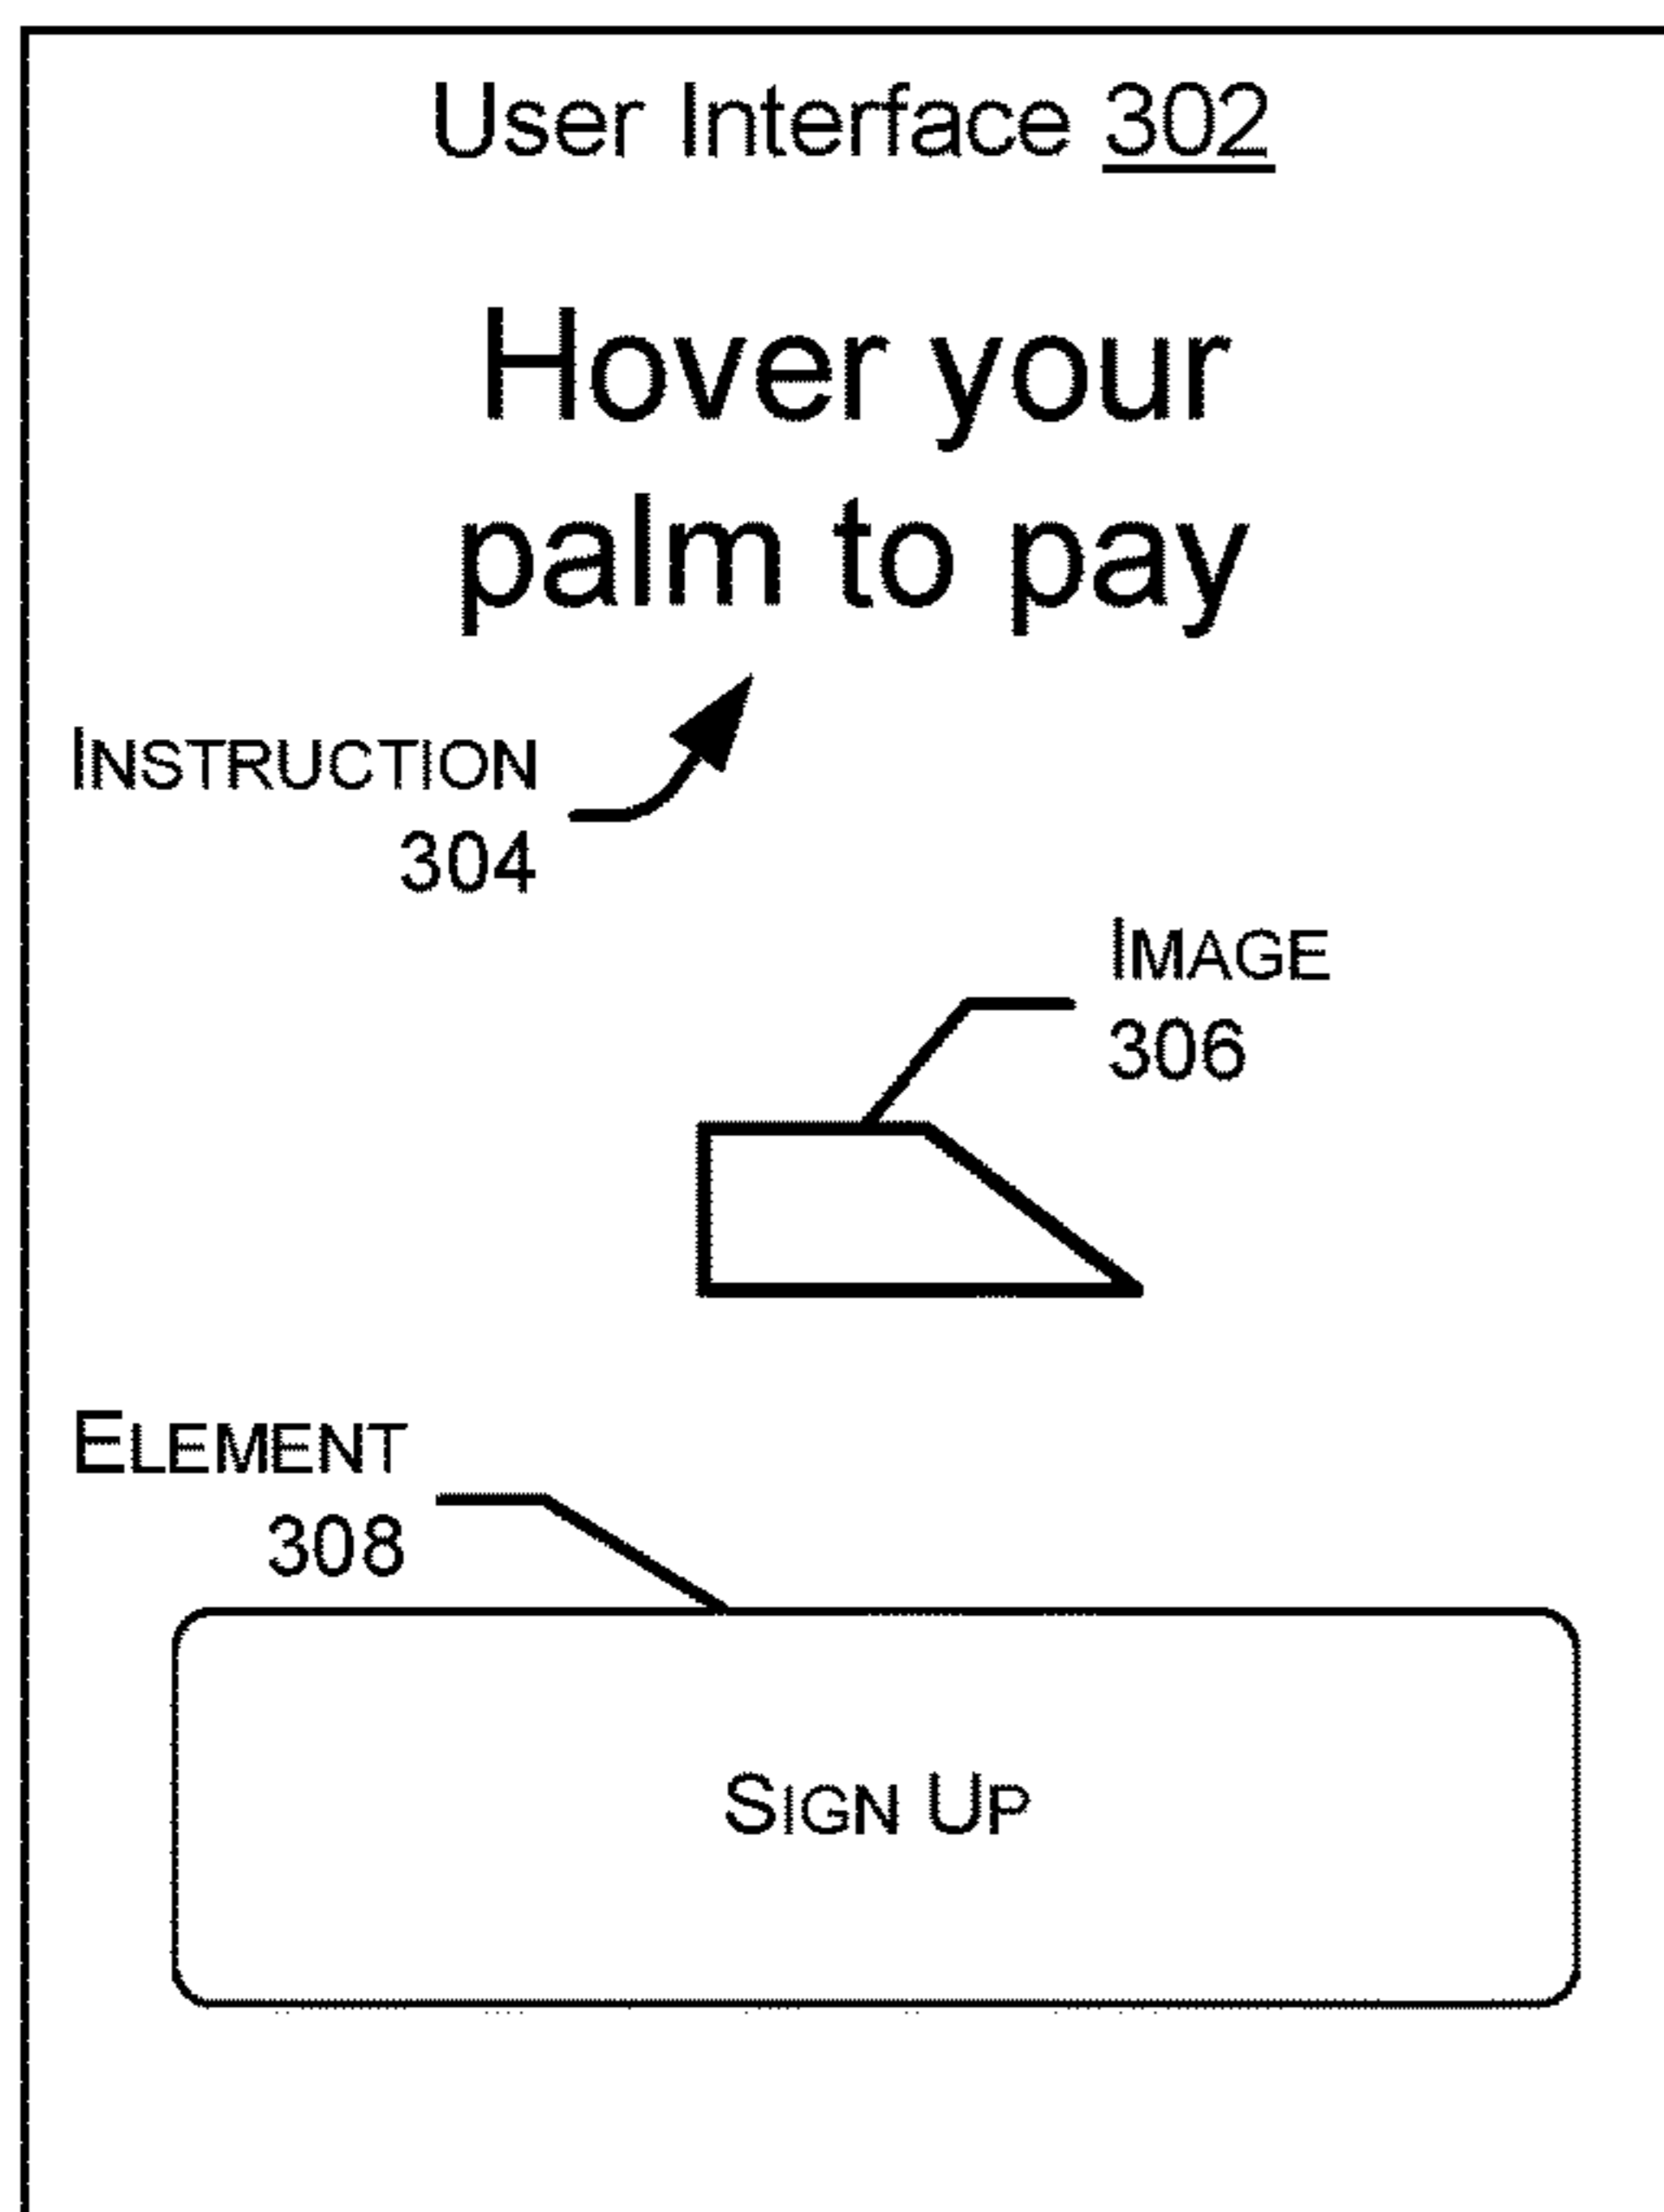 User Interface 302
Hover your
palm to pay
INSTRUCTION
304
IMAGE
306
ELEMENT
308
SIGN UP